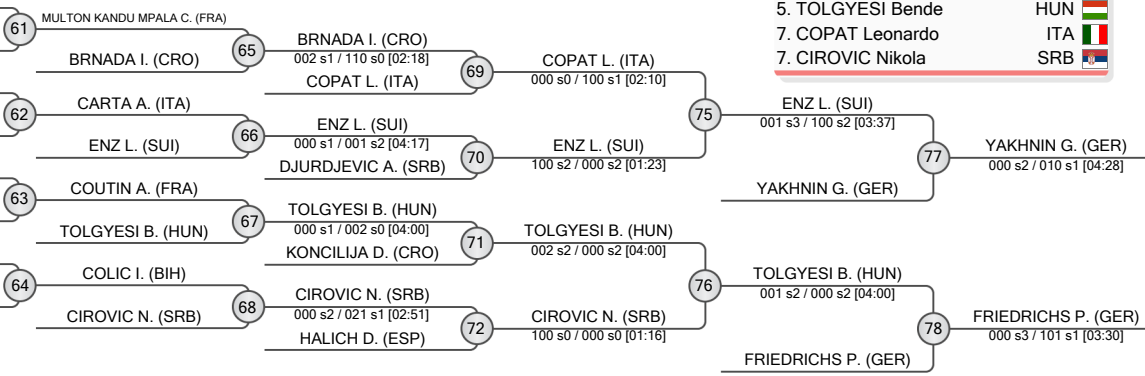 5. TOLGYESI Bende HUN
7. COPAT Leonardo ITA
7. CIROVIC Nikola SRB
61
MULTON KANDU MPALA C. (FRA)
BRNADA I. (CRO)
62
CARTA A. (ITA)
ENZ L. (SUI)
63
COUTIN A. (FRA)
TOLGYESI B. (HUN)
64
COLIC I. (BIH)
CIROVIC N. (SRB)
65
BRNADA I. (CRO)
002 s1 / 110 s0 [02:18]
COPAT L. (ITA)
66
ENZ L. (SUI)
000 s1 / 001 s2 [04:17]
DJURDJEVIC A. (SRB)
67
TOLGYESI B. (HUN)
000 s1 / 002 s0 [04:00]
KONCILIJA D. (CRO)
68
CIROVIC N. (SRB)
000 s2 / 021 s1 [02:51]
HALICH D. (ESP)
69
COPAT L. (ITA)
000 s0 / 100 s1 [02:10]
70
ENZ L. (SUI)
100 s2 / 000 s2 [01:23]
71
TOLGYESI B. (HUN)
002 s2 / 000 s2 [04:00]
72
CIROVIC N. (SRB)
100 s0 / 000 s0 [01:16]
75
ENZ L. (SUI)
001 s3 / 100 s2 [03:37]
YAKHNIN G. (GER)
76
TOLGYESI B. (HUN)
001 s2 / 000 s2 [04:00]
FRIEDRICHS P. (GER)
77
YAKHNIN G. (GER)
000 s2 / 010 s1 [04:28]
78
FRIEDRICHS P. (GER)
000 s3 / 101 s1 [03:30]